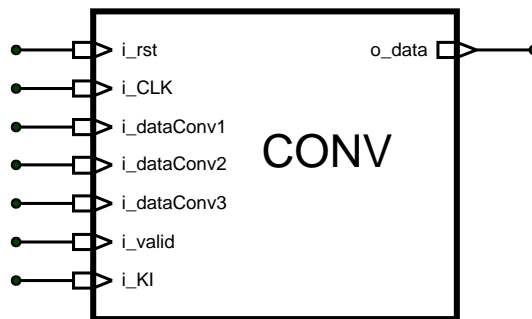 i_rst
o_data
i_CLK
i_dataConv1
i_dataConv2
CONV
i_dataConv3
i_valid
i_KI